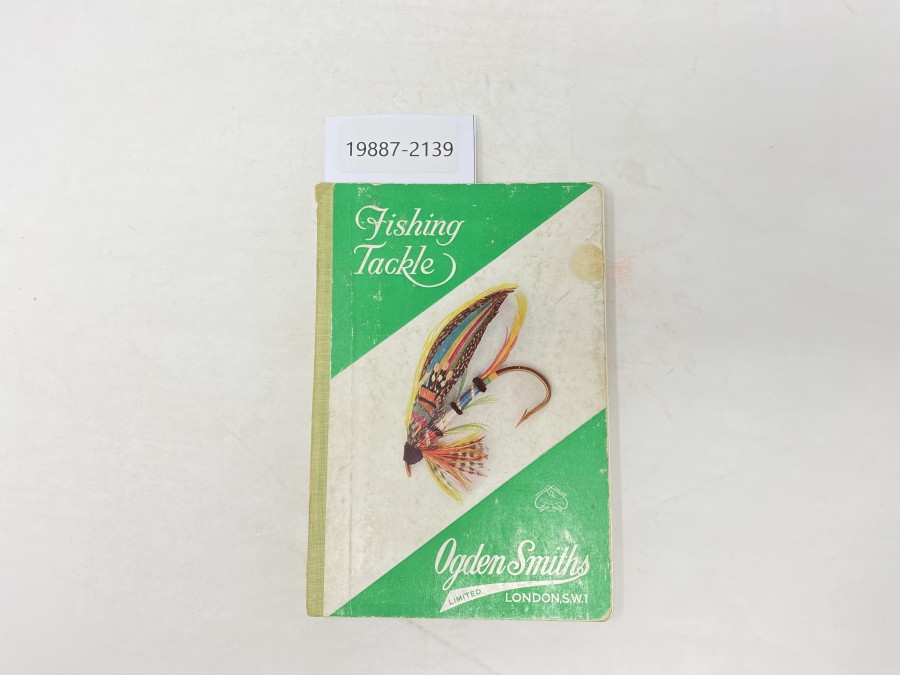 19887-2139
Fishing
Tackle
Ogden Smiths
LIMITED
LONDON, S.W.1